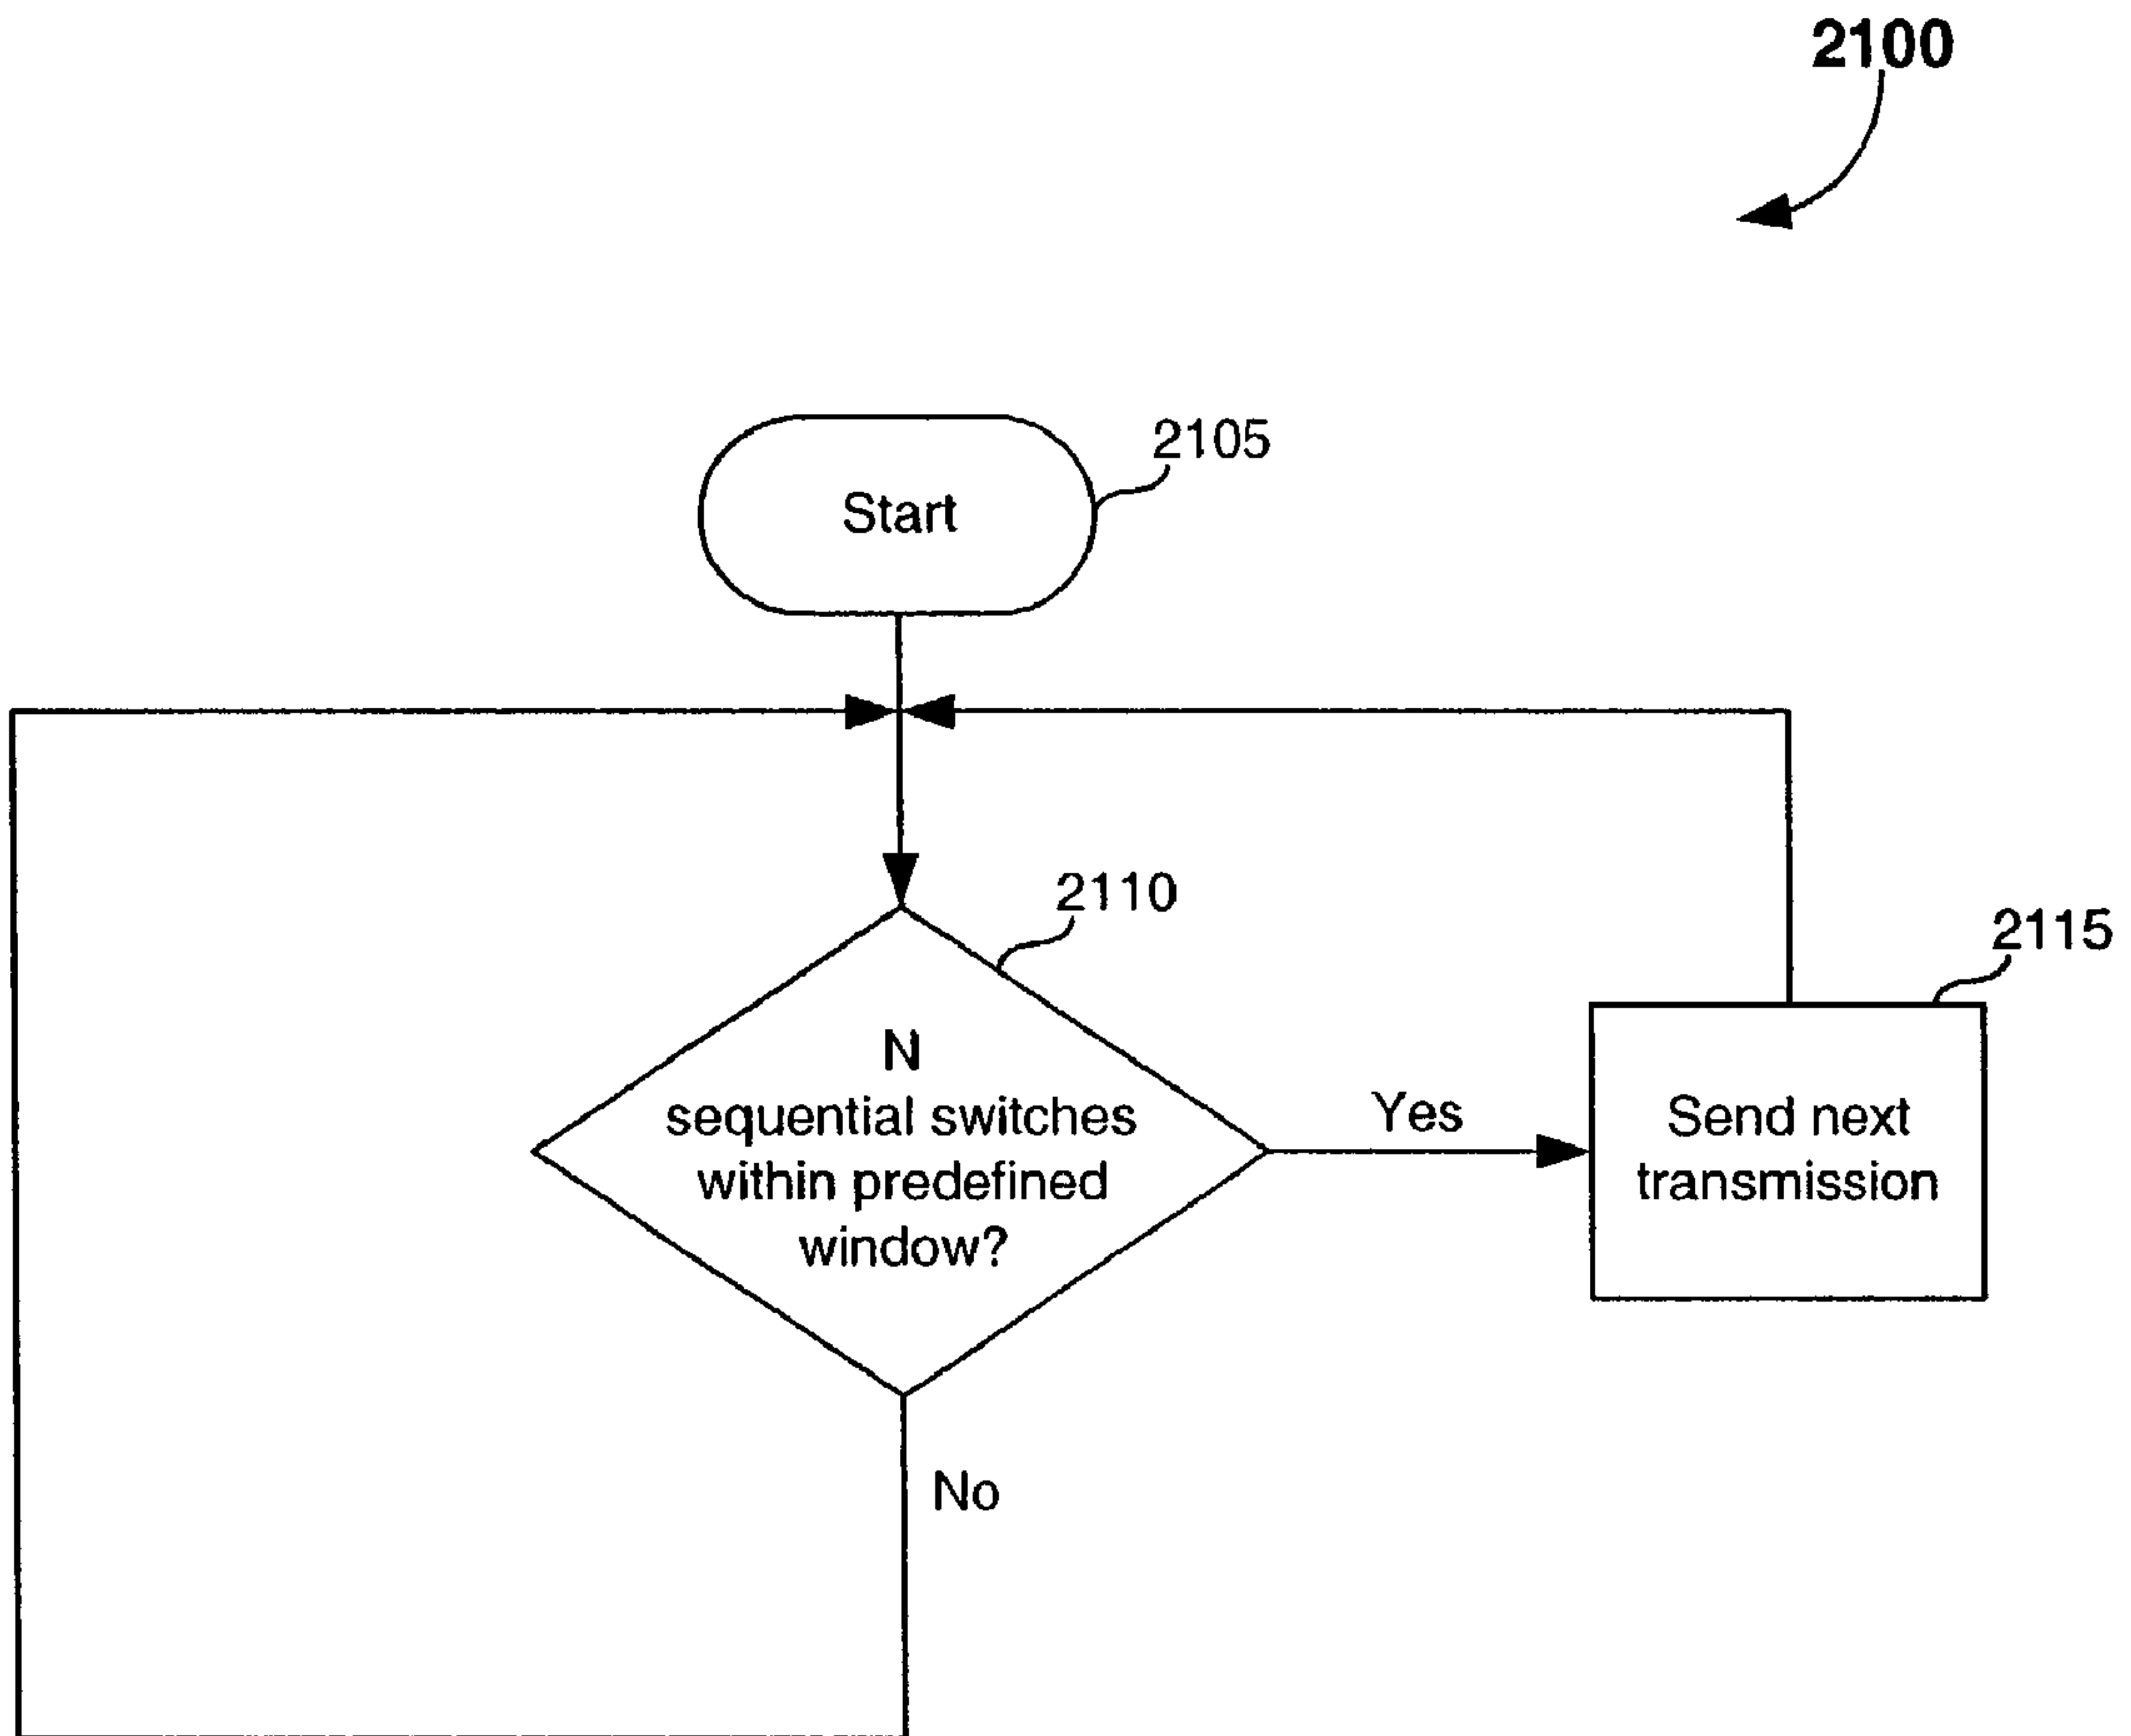 2100
2105
Start
2110
2115
N
sequential switches
within predefined
window?
Yes
Send next
transmission
No